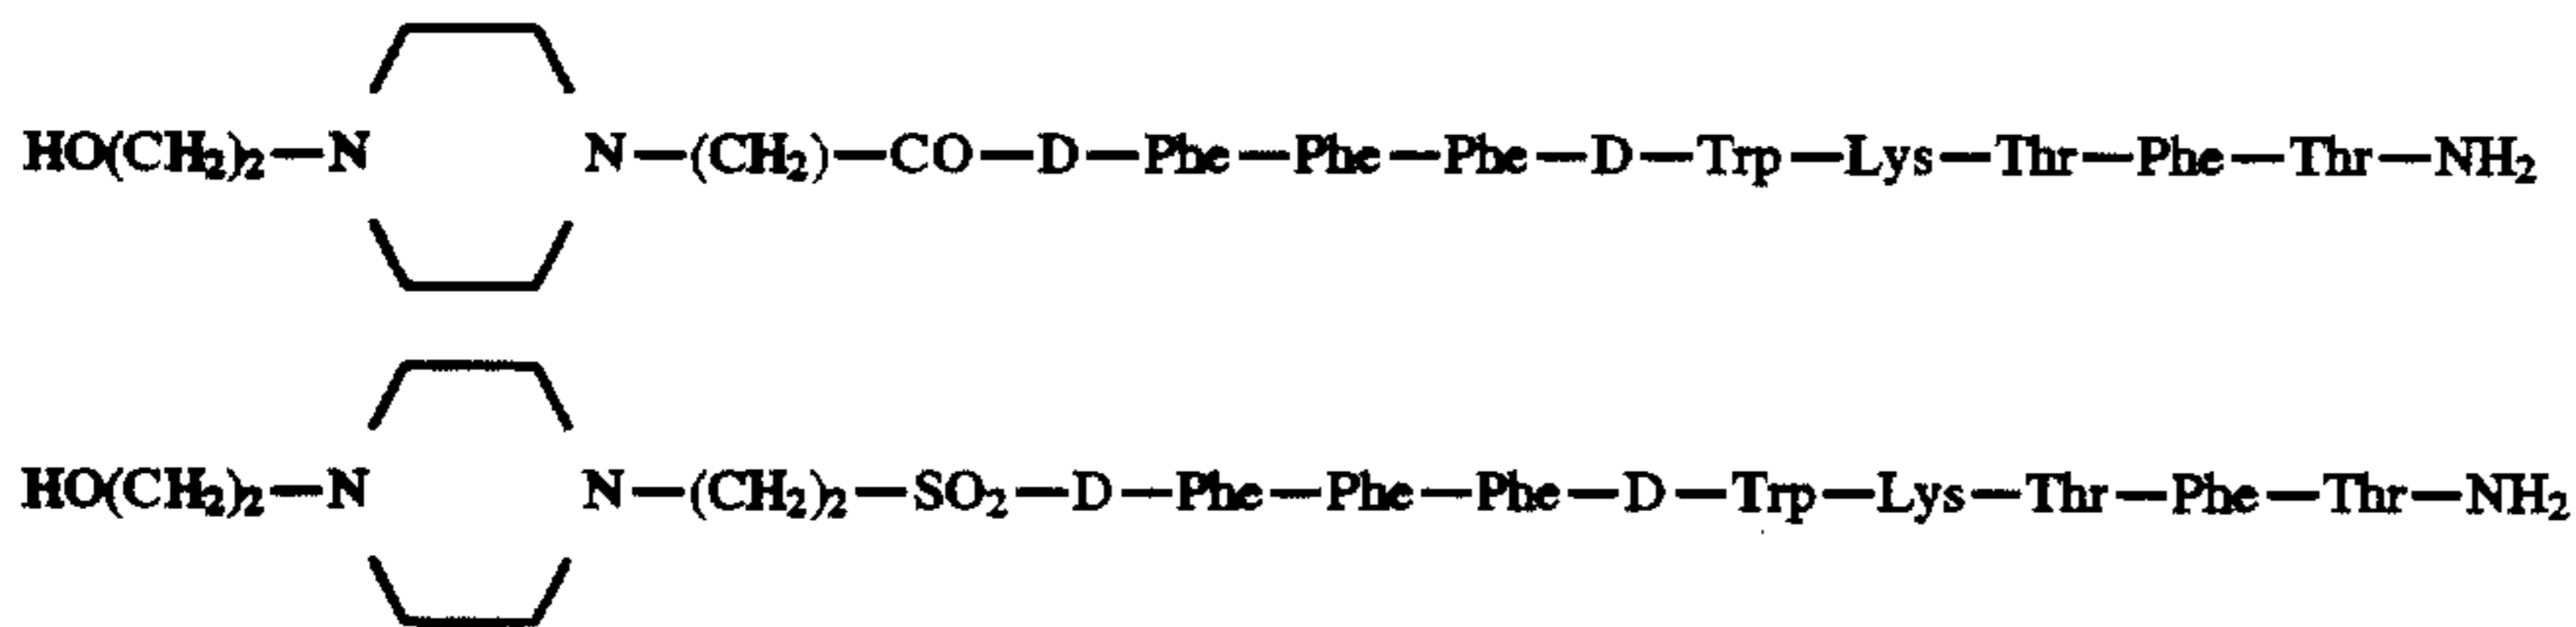 HO(CH₂)₂—N N—(CH₂)—CO—D—Phe—Phe—Phe—D—Trp—Lys—Thr—Phe—Thr—NH₂
HO(CH₂)₂—N N—(CH₂)₂—SO₂—D—Phe—Phe—Phe—D—Trp—Lys—Thr—Phe—Thr—NH₂